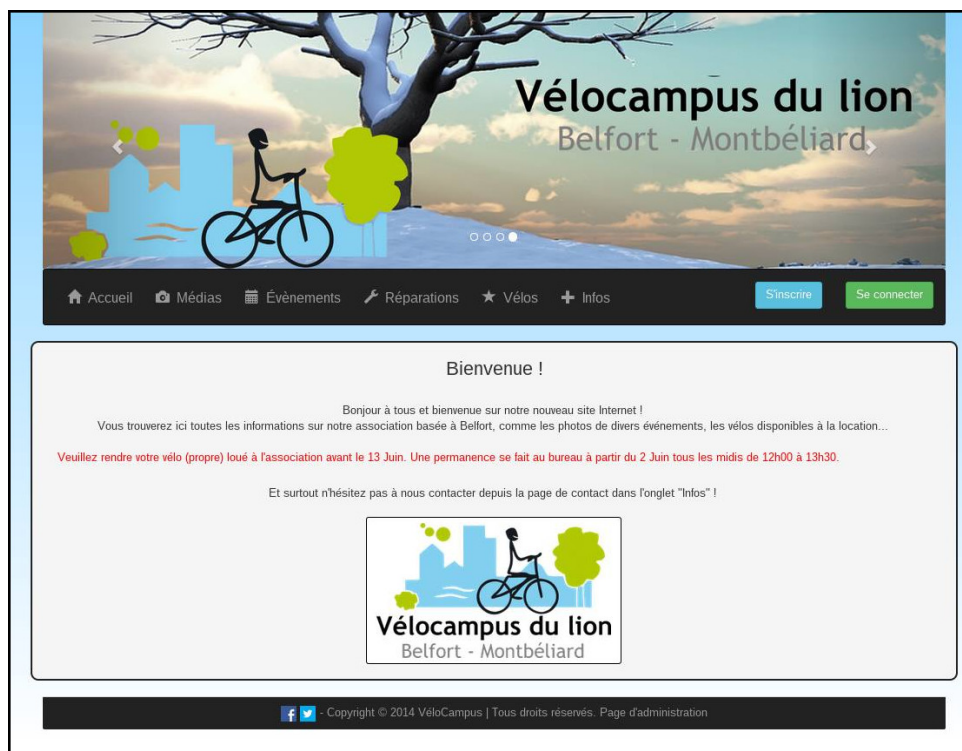 Vélocampus du lion
Belfort - Montbéliard
Accueil Médias Évènements Réparations Vélos Infos S'inscrire Se connecter
Bienvenue !
Bonjour à tous et bienvenue sur notre nouveau site Internet !
Vous trouverez ici toutes les informations sur notre association basée à Belfort, comme les photos de divers événements, les vélos disponibles à la location...
Veuillez rendre votre vélo (propre) loué à l'association avant le 13 Juin. Une permanence se fait au bureau à partir du 2 Juin tous les midis de 12h00 à 13h30.
Et surtout n'hésitez pas à nous contacter depuis la page de contact dans l'onglet "Infos" !
Vélocampus du lion
Belfort - Montbéliard
- Copyright © 2014 VéloCampus | Tous droits réservés. Page d'administration